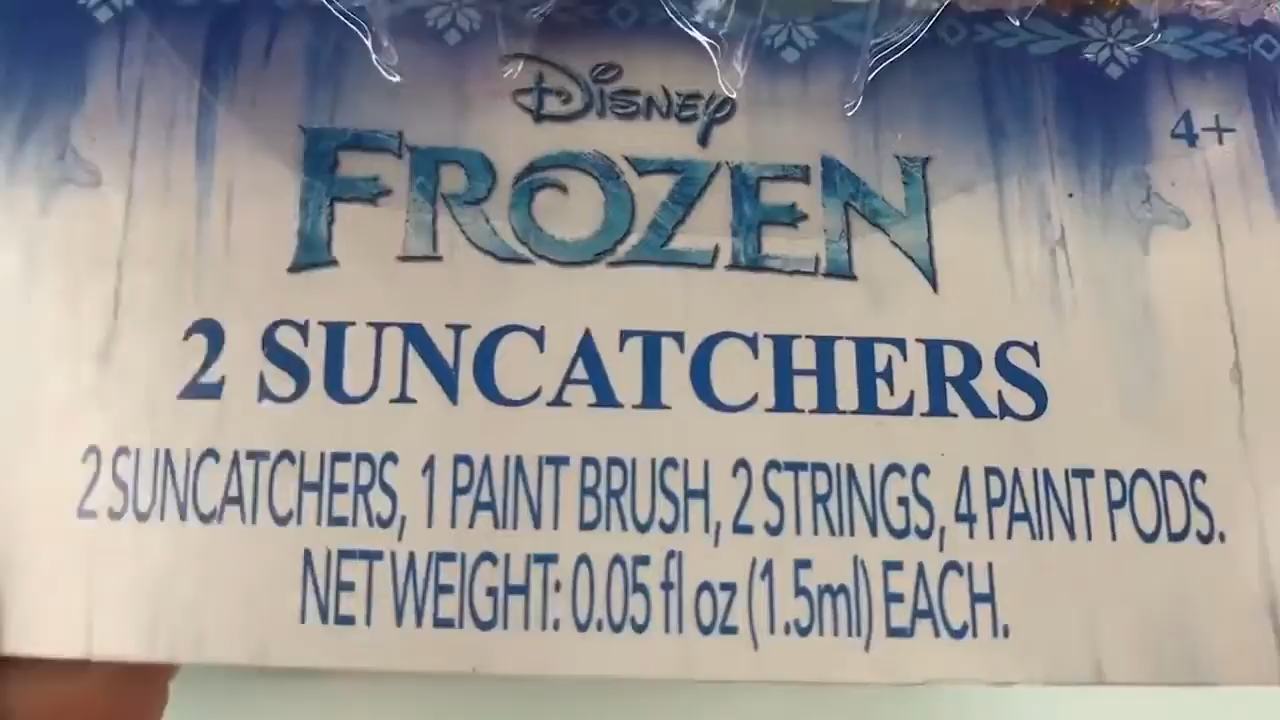 Disney
FROZEN
4+
2 SUNCATCHERS
2 SUNCATCHERS, 1 PAINT BRUSH, 2 STRINGS, 4 PAINT PODS.
NET WEIGHT: 0.05 fl oz (1.5ml) EACH.